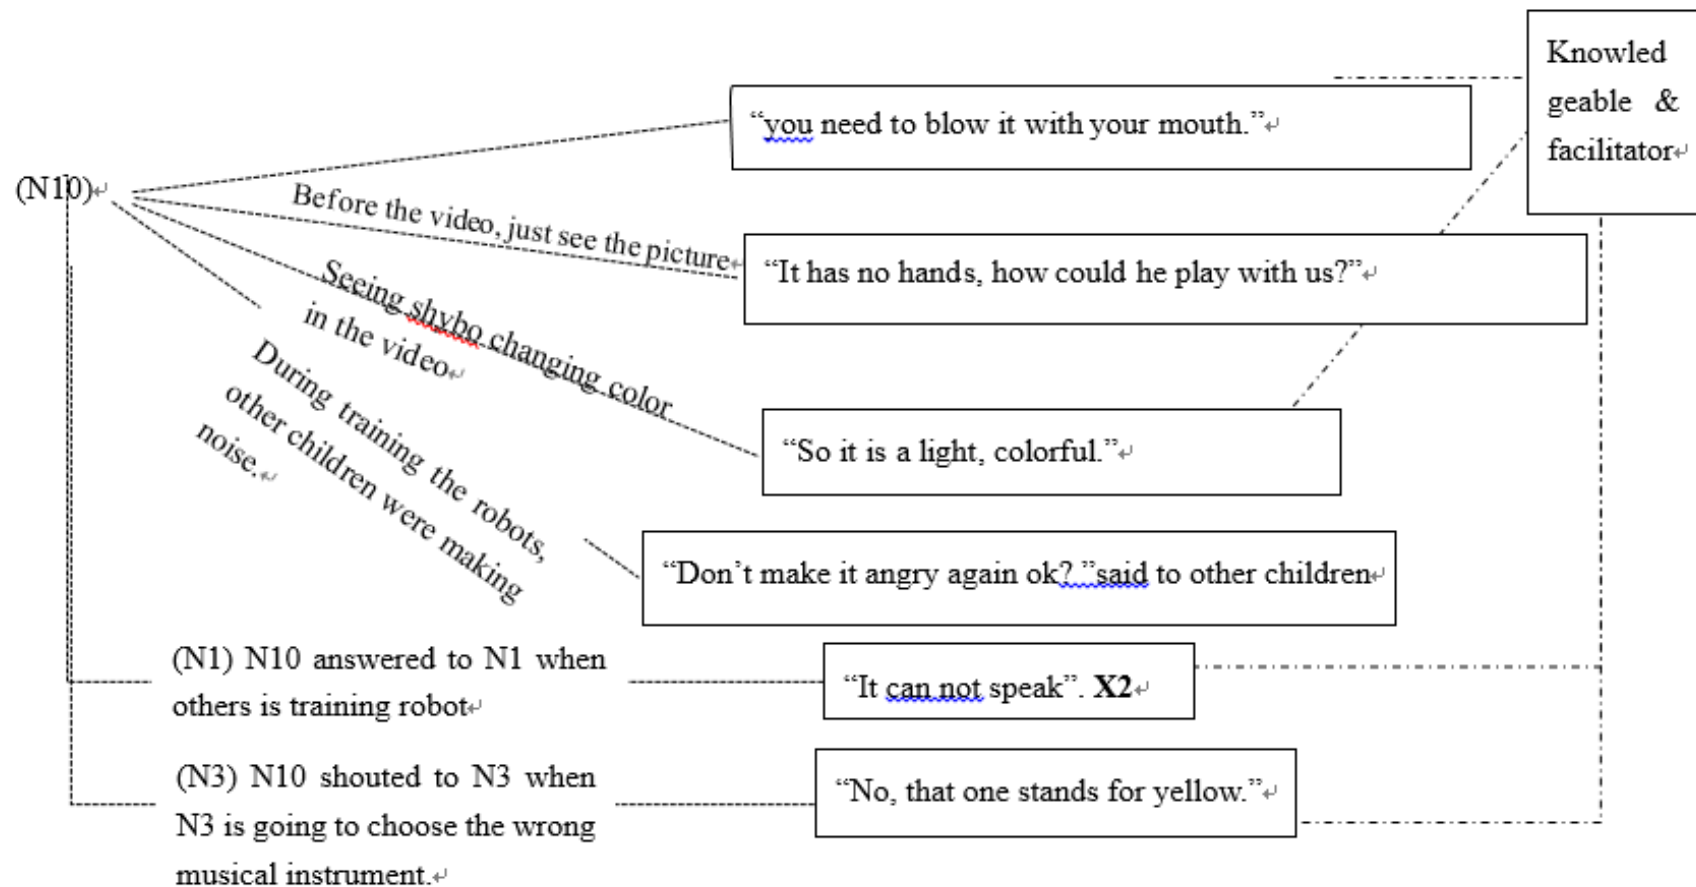 Knowled
geable &
facilitator
“you need to blow it with your mouth.”
(N10)
Before the video, just see the picture
“It has no hands, how could he play with us?”
Seeing shybo changing color
in the video
“So it is a light, colorful.”
During training the robots,
other children were making
noise.
“Don’t make it angry again ok? ”said to other children
(N1) N10 answered to N1 when
others is training robot
“It can not speak”. X2
(N3) N10 shouted to N3 when
N3 is going to choose the wrong
musical instrument.
“No, that one stands for yellow.”